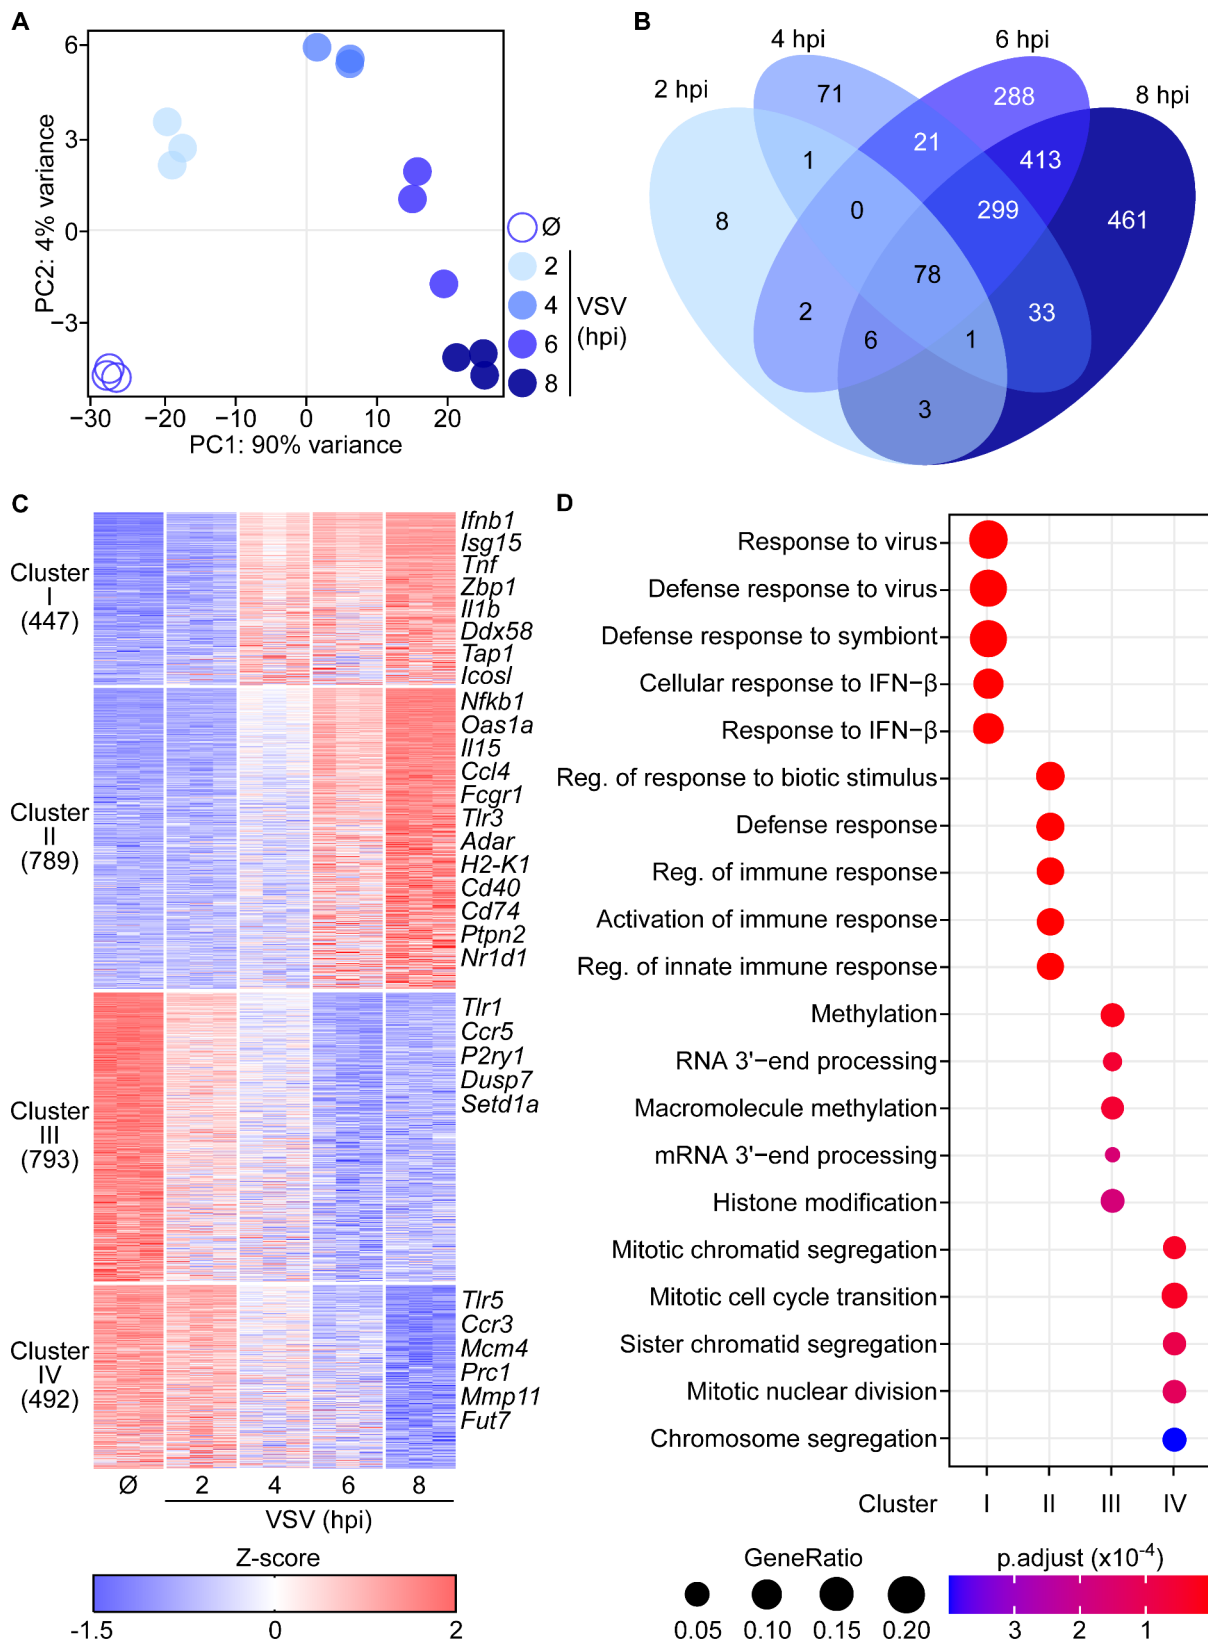 A
6
3
0
−3
−30
−20
−10
0
10
20
PC2: 4% variance
PC1: 90% variance
Ø
2
4
6
8
VSV
(hpi)
B
2 hpi
4 hpi
6 hpi
8 hpi
71
288
21
413
1
8
0
299
461
78
2
6
1
33
3
C
Cluster
I
(447)
Cluster
II
(789)
Cluster
III
(793)
Cluster
IV
(492)
Ifnb1
Isg15
Tnf
Zbp1
Il1b
Ddx58
Tap1
Icosl
Nfkb1
Oas1a
Il15
Ccl4
Fcgr1
Tlr3
Adar
H2-K1
Cd40
Cd74
Ptpn2
Nr1d1
Tlr1
Ccr5
P2ry1
Dusp7
Setd1a
Tlr5
Ccr3
Mcm4
Prc1
Mmp11
Fut7
Ø 2 4 6 8
VSV (hpi)
Z-score
-1.5 0 2
D
Response to virus
Defense response to virus
Defense response to symbiont
Cellular response to IFN−β
Response to IFN−β
Reg. of response to biotic stimulus
Defense response
Reg. of immune response
Activation of immune response
Reg. of innate immune response
Methylation
RNA 3'−end processing
Macromolecule methylation
mRNA 3'−end processing
Histone modification
Mitotic chromatid segregation
Mitotic cell cycle transition
Sister chromatid segregation
Mitotic nuclear division
Chromosome segregation
Cluster I II III IV
GeneRatio
0.05 0.10 0.15 0.20
p.adjust (x10-4)
3 2 1